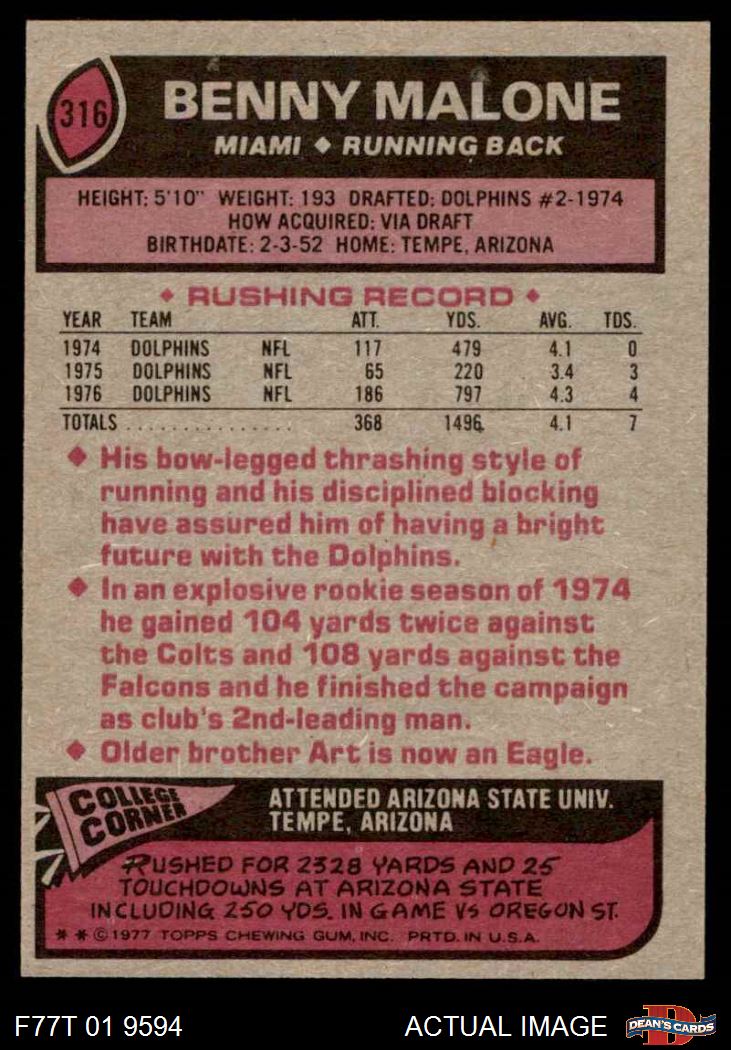 316
BENNY MALONE
MIAMI ♦ RUNNING BACK
HEIGHT: 5'10" WEIGHT: 193 DRAFTED: DOLPHINS #2-1974
HOW ACQUIRED: VIA DRAFT
BIRTHDATE: 2-3-52 HOME: TEMPE, ARIZONA
♦ RUSHING RECORD ♦
YEAR TEAM ATT. YDS. AVG. TDS.
1974 DOLPHINS NFL 117 479 4.1 0
1975 DOLPHINS NFL 65 220 3.4 3
1976 DOLPHINS NFL 186 797 4.3 4
TOTALS . . . . . . . . . . . . . . . 368 1496 4.1 7
♦ His bow-legged thrashing style of
running and his disciplined blocking
have assured him of having a bright
future with the Dolphins.
♦ In an explosive rookie season of 1974
he gained 104 yards twice against
the Colts and 108 yards against the
Falcons and he finished the campaign
as club's 2nd-leading man.
♦ Older brother Art is now an Eagle.
COLLEGE
CORNER
ATTENDED ARIZONA STATE UNIV.
TEMPE, ARIZONA
RUSHED FOR 2328 YARDS AND 25
TOUCHDOWNS AT ARIZONA STATE
INCLUDING 250 YDS. IN GAME VS OREGON ST.
* * © 1977 TOPPS CHEWING GUM, INC. PRTD. IN U.S.A.
F77T 01 9594 ACTUAL IMAGE
D
DEAN'S CARDS